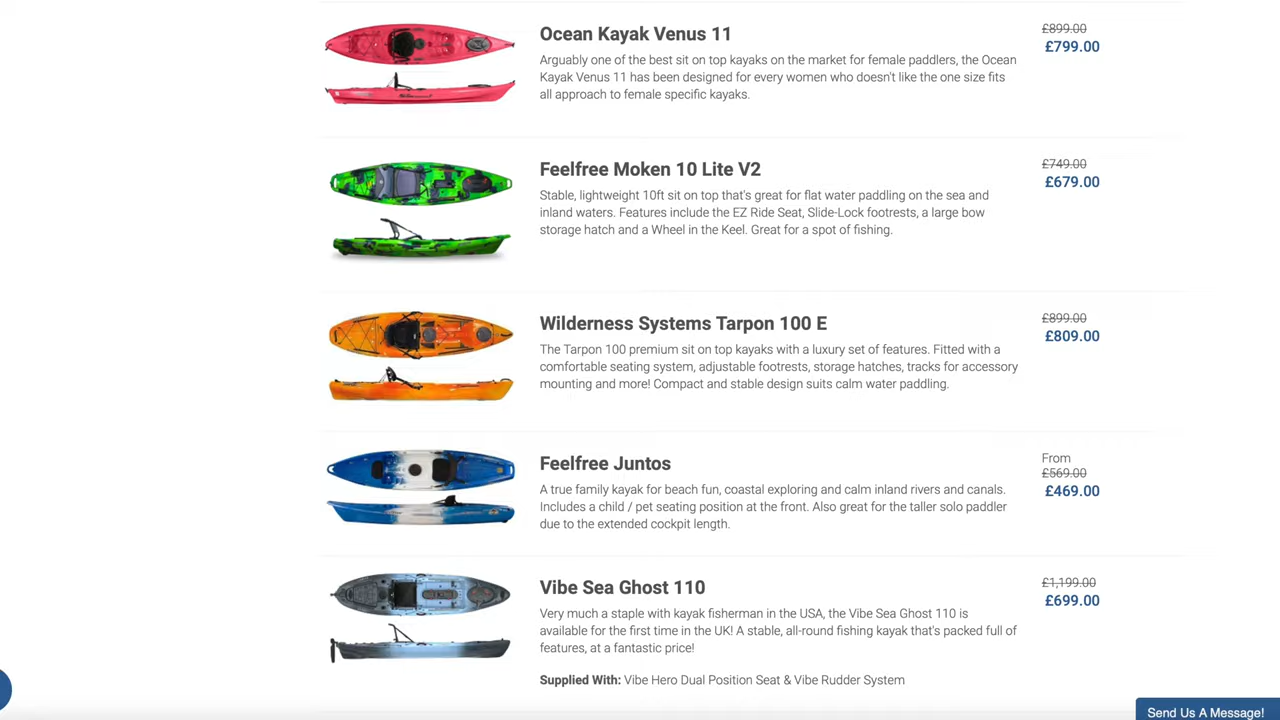 Ocean Kayak Venus 11
£899.00
£799.00
Arguably one of the best sit on top kayaks on the market for female paddlers, the Ocean
Kayak Venus 11 has been designed for every women who doesn't like the one size fits
all approach to female specific kayaks.
Feelfree Moken 10 Lite V2
£749.00
£679.00
Stable, lightweight 10ft sit on top that's great for flat water paddling on the sea and
inland waters. Features include the EZ Ride Seat, Slide-Lock footrests, a large bow
storage hatch and a Wheel in the Keel. Great for a spot of fishing.
Wilderness Systems Tarpon 100 E
£899.00
£809.00
The Tarpon 100 premium sit on top kayaks with a luxury set of features. Fitted with a
comfortable seating system, adjustable footrests, storage hatches, tracks for accessory
mounting and more! Compact and stable design suits calm water paddling.
Feelfree Juntos
From
£569.00
£469.00
A true family kayak for beach fun, coastal exploring and calm inland rivers and canals.
Includes a child / pet seating position at the front. Also great for the taller solo paddler
due to the extended cockpit length.
Vibe Sea Ghost 110
£1,199.00
£699.00
Very much a staple with kayak fisherman in the USA, the Vibe Sea Ghost 110 is
available for the first time in the UK! A stable, all-round fishing kayak that's packed full of
features, at a fantastic price!
Supplied With: Vibe Hero Dual Position Seat & Vibe Rudder System
Send Us A Message!